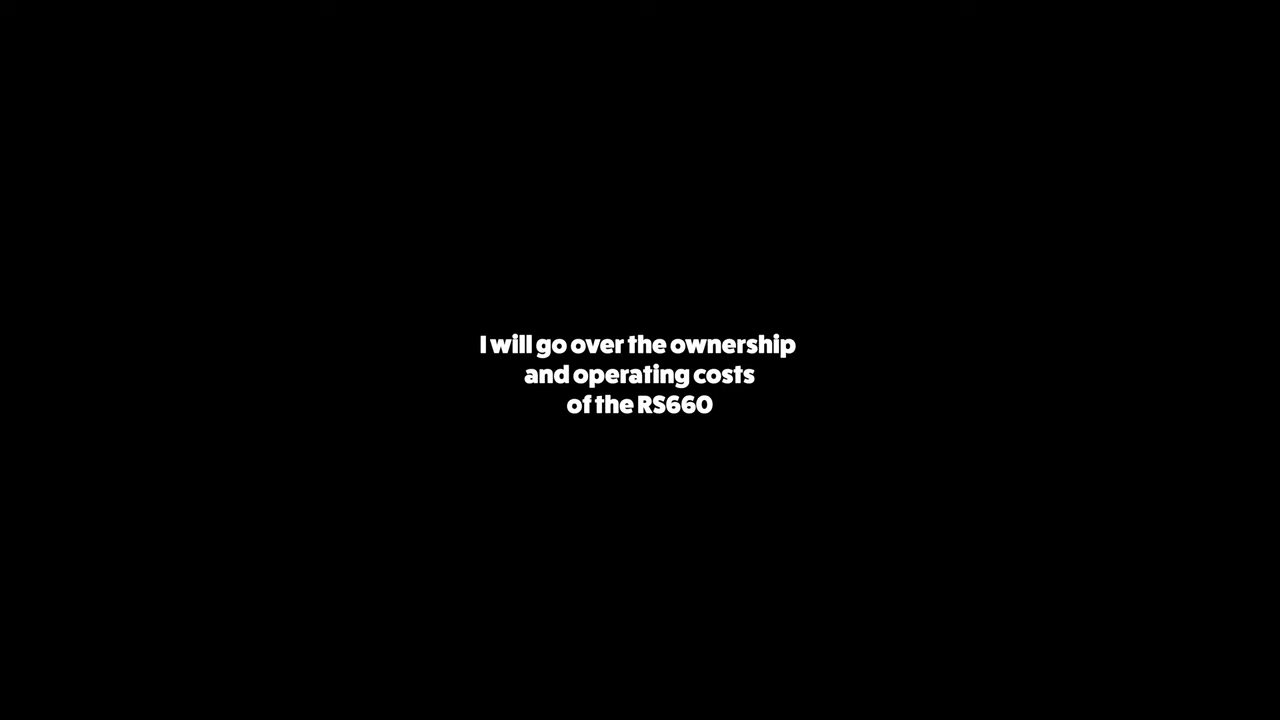 I will go over the ownership
and operating costs
of the RS660